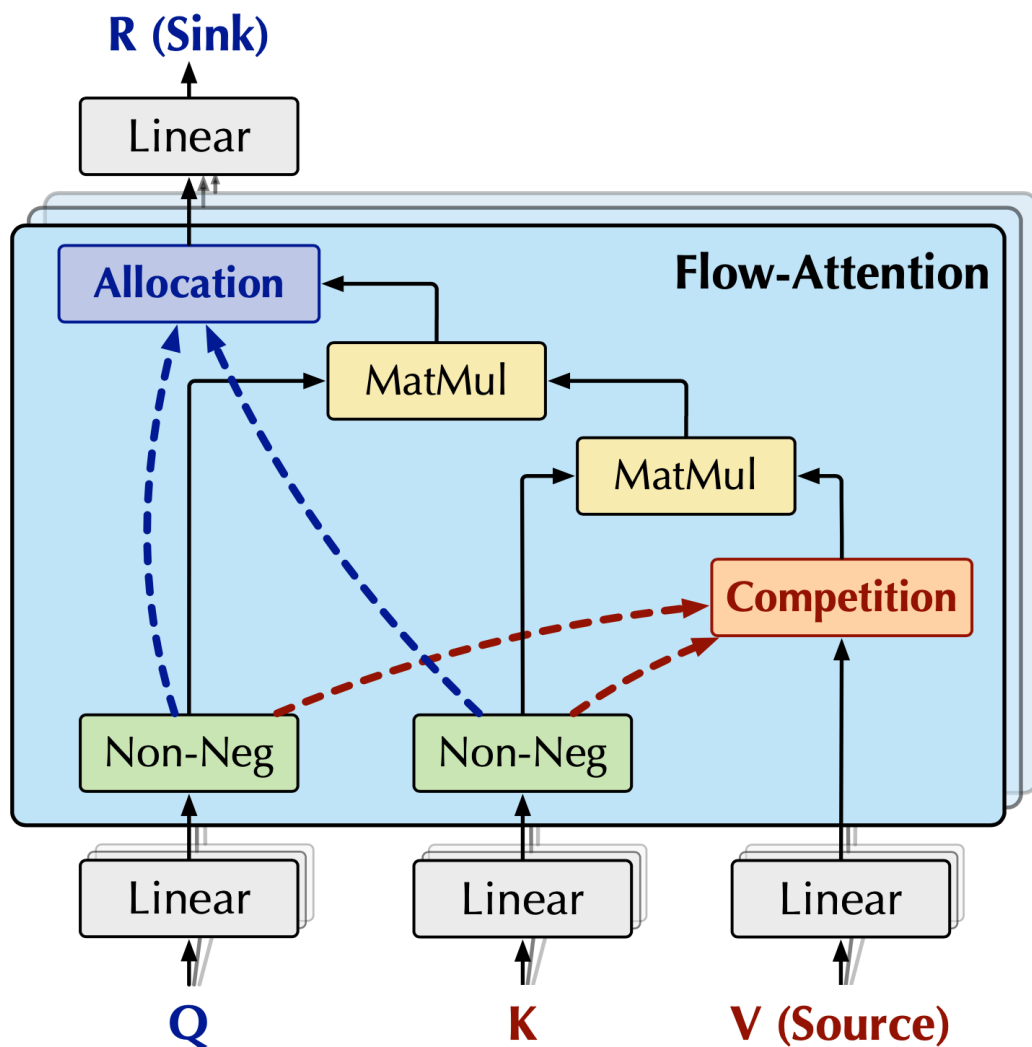 R (Sink)
Linear
Allocation
Flow-Attention
MatMul
MatMul
Competition
Non-Neg
Non-Neg
Linear
Linear
Linear
Q
K
V (Source)